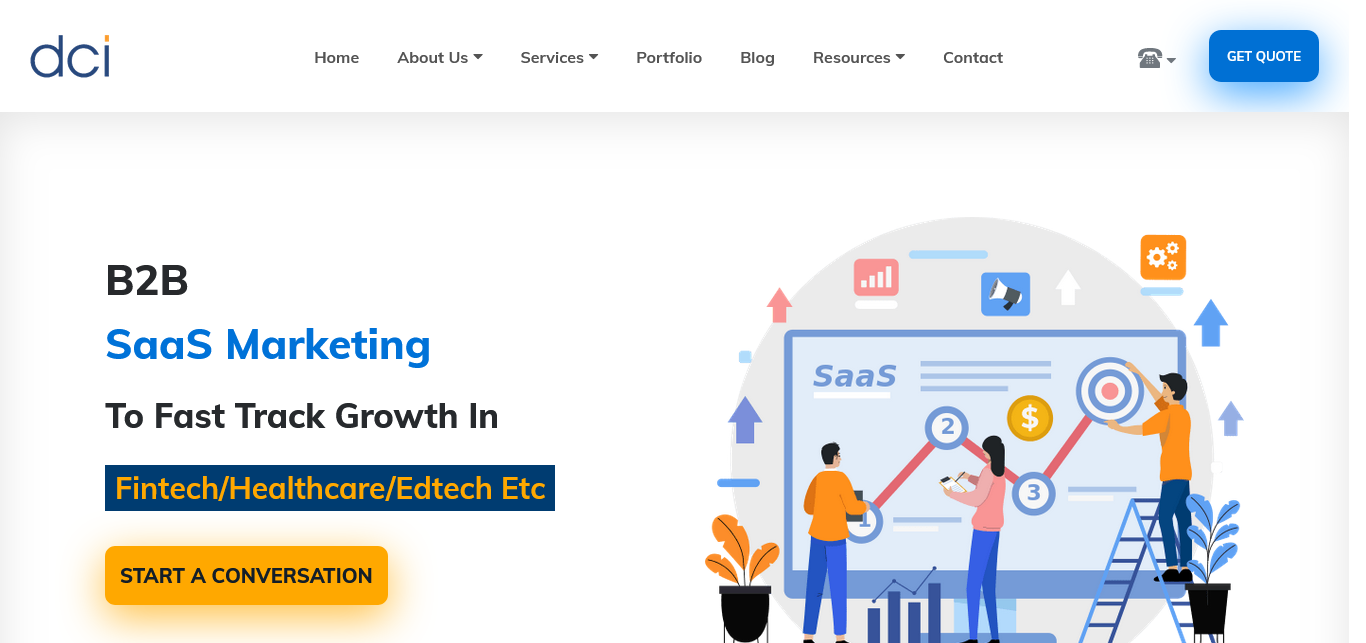 dci
Home About Us Services Portfolio Blog Resources Contact
GET QUOTE
B2B
SaaS Marketing
To Fast Track Growth In
Fintech/Healthcare/Edtech Etc
START A CONVERSATION
SaaS
$
2
3
1